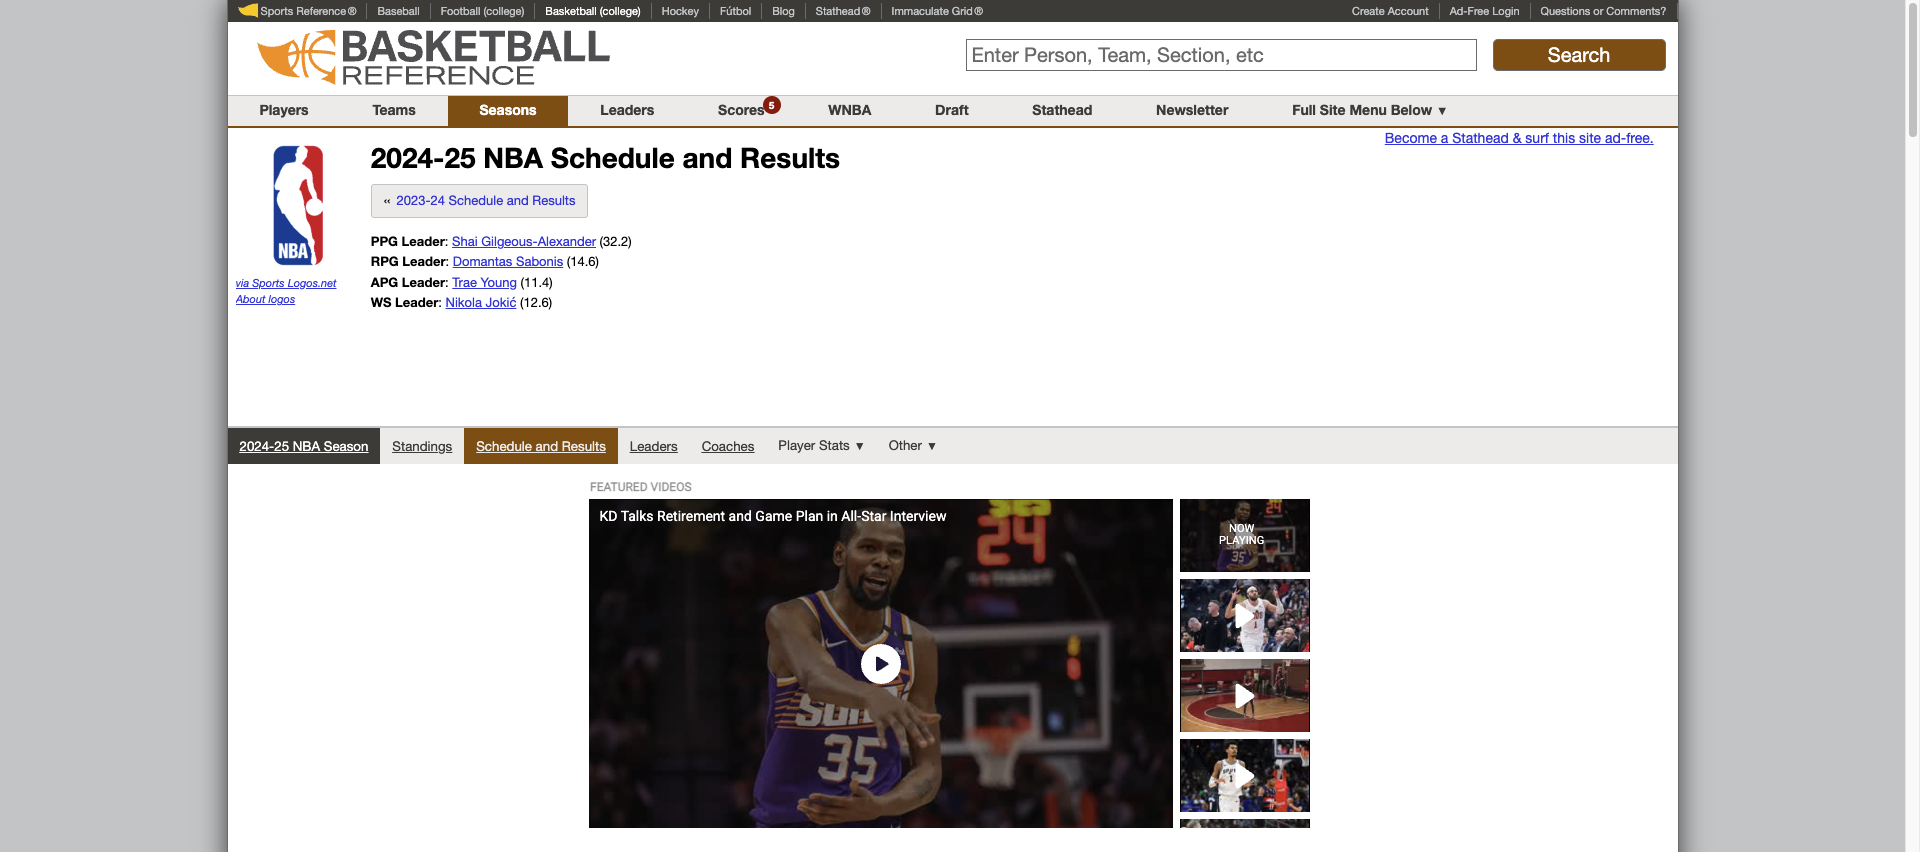 Sports Reference® Baseball Football (college) Basketball (college) Hockey Fútbol Blog Stathead® Immaculate Grid® Create Account Ad-Free Login Questions or Comments?
BASKETBALL
REFERENCE
Enter Person, Team, Section, etc Search
Players Teams Seasons Leaders Scores 5 WNBA Draft Stathead Newsletter Full Site Menu Below ▼
Become a Stathead & surf this site ad-free.
NBA
via Sports Logos.net
About logos
2024-25 NBA Schedule and Results
« 2023-24 Schedule and Results
PPG Leader: Shai Gilgeous-Alexander (32.2)
RPG Leader: Domantas Sabonis (14.6)
APG Leader: Trae Young (11.4)
WS Leader: Nikola Jokić (12.6)
2024-25 NBA Season Standings Schedule and Results Leaders Coaches Player Stats ▼ Other ▼
FEATURED VIDEOS
KD Talks Retirement and Game Plan in All-Star Interview
24
35
NOW
PLAYING